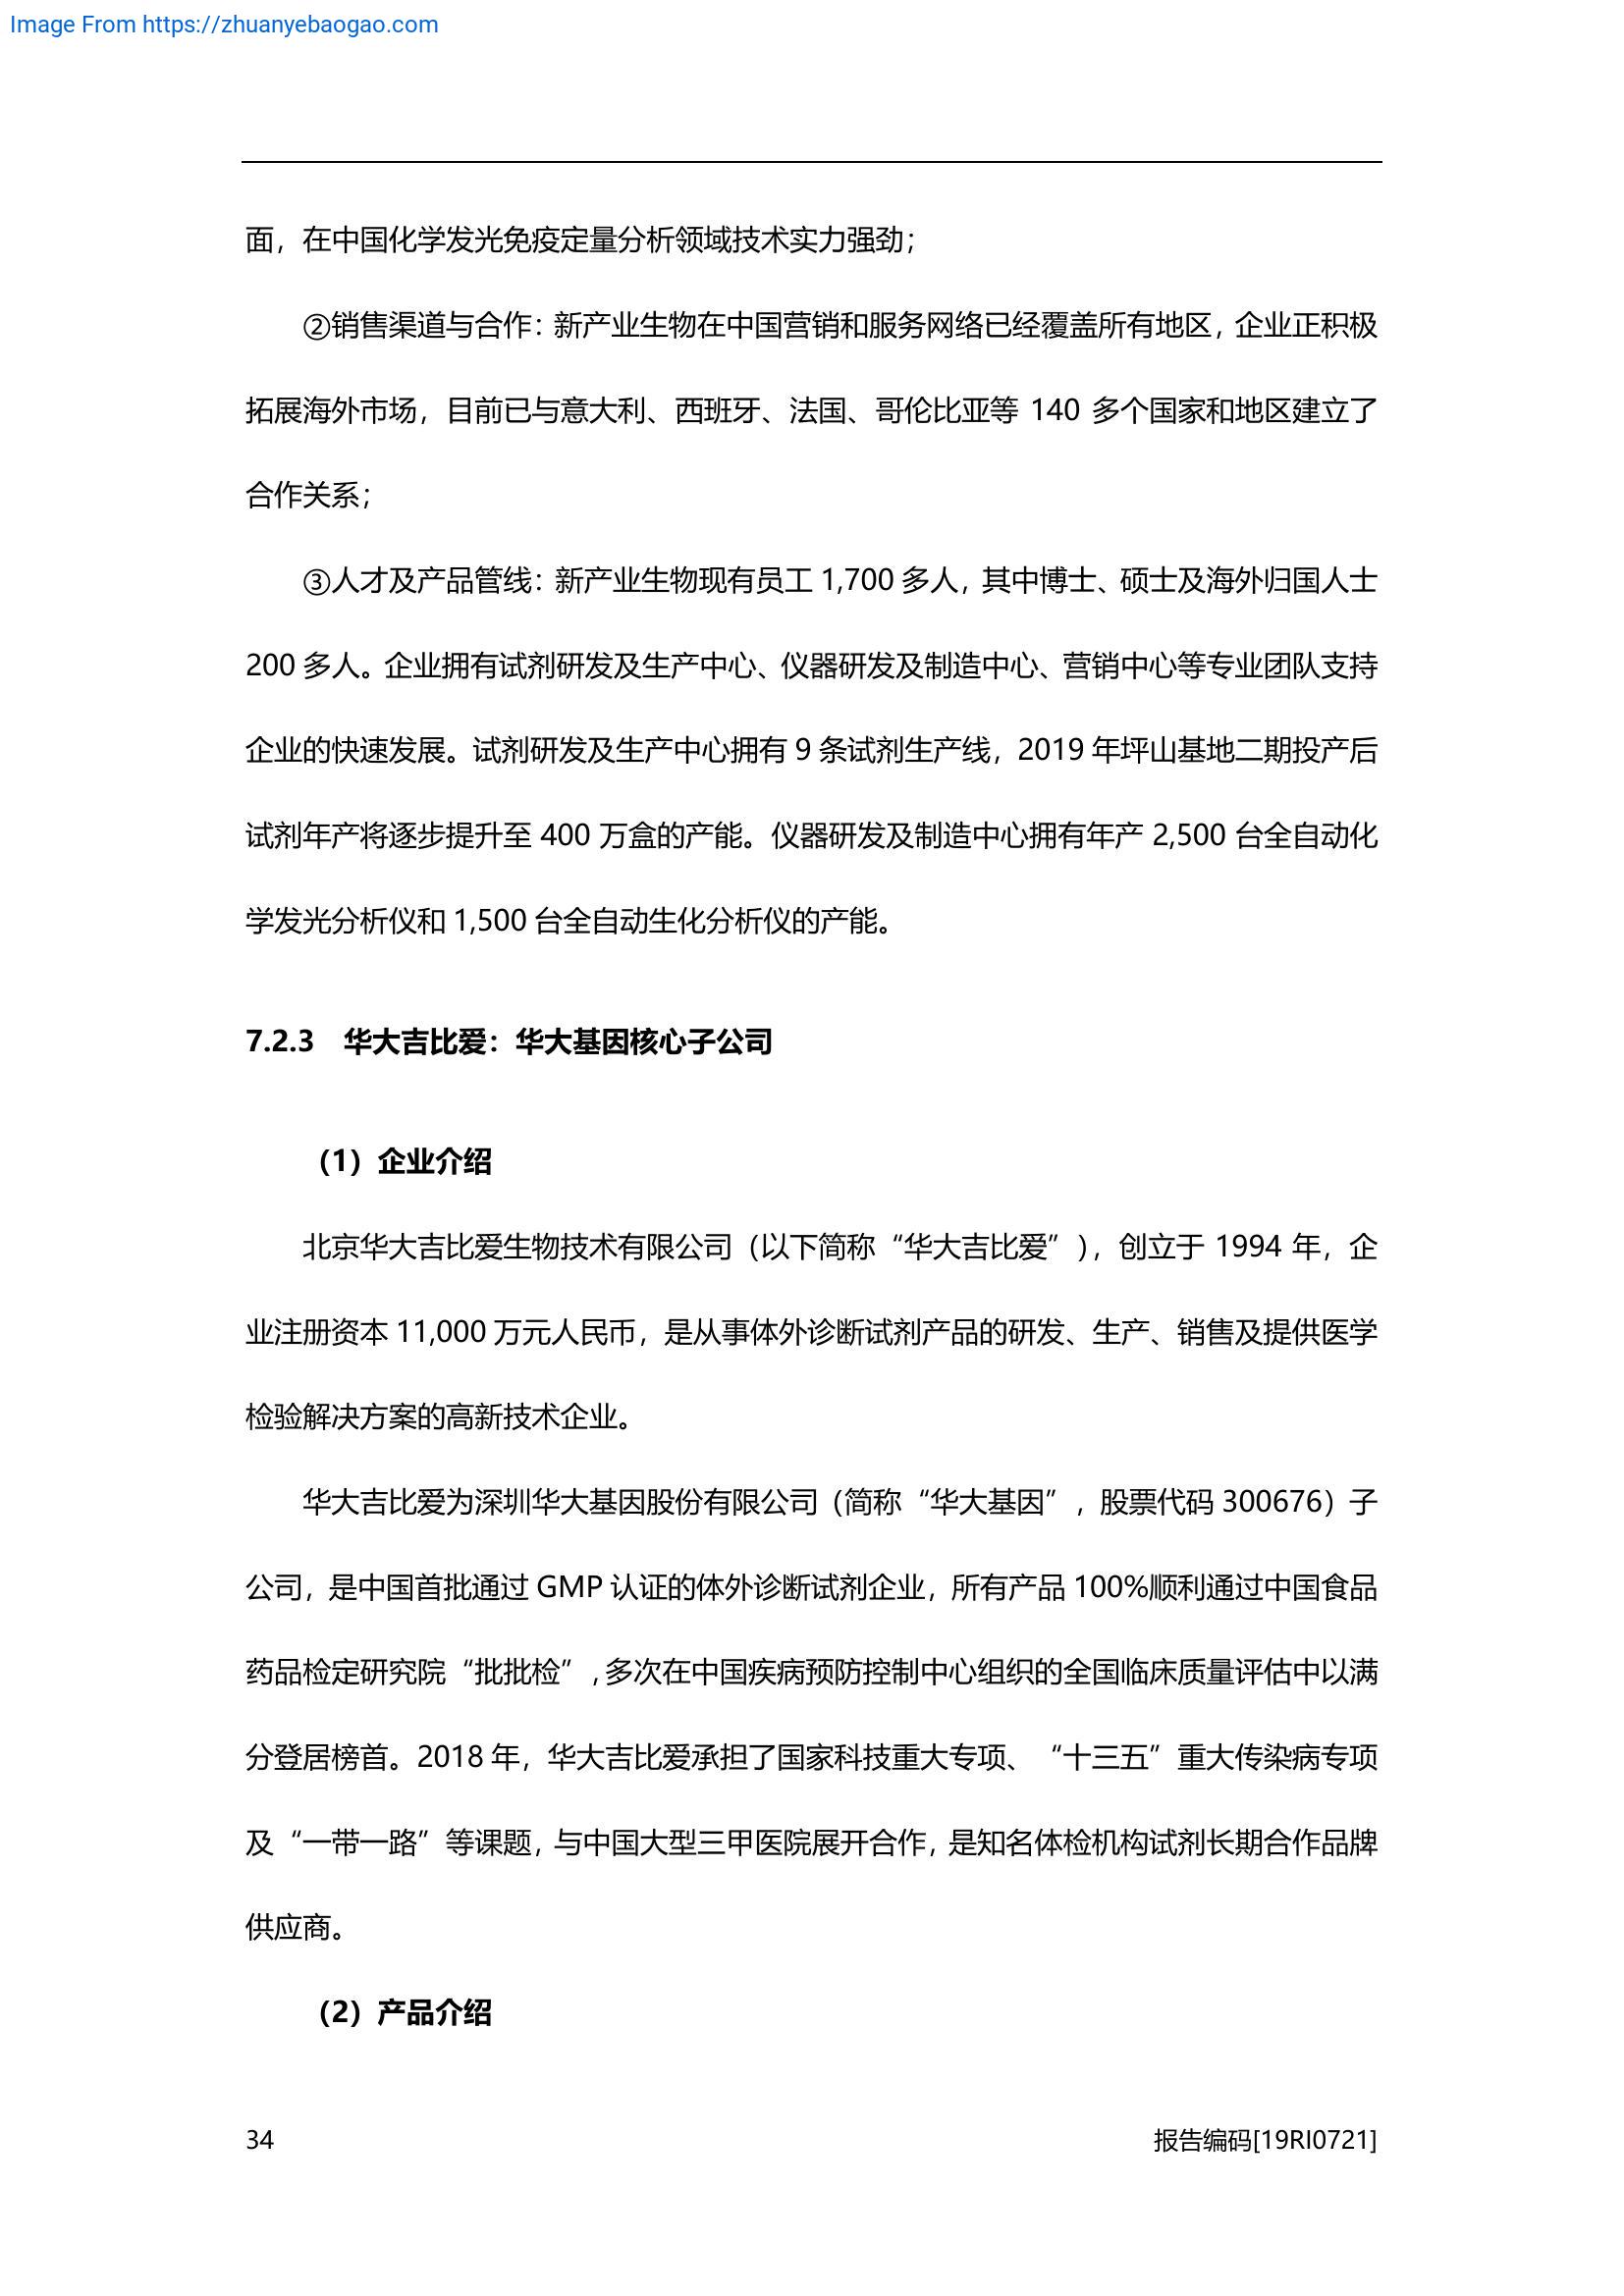 Image From https://zhuanyebaogao.com
面，在中国化学发光免疫定量分析领域技术实力强劲；
②销售渠道与合作：新产业生物在中国营销和服务网络已经覆盖所有地区，企业正积极
拓展海外市场，目前已与意大利、西班牙、法国、哥伦比亚等 140 多个国家和地区建立了
合作关系；
③人才及产品管线：新产业生物现有员工 1,700 多人，其中博士、硕士及海外归国人士
200 多人。企业拥有试剂研发及生产中心、仪器研发及制造中心、营销中心等专业团队支持
企业的快速发展。试剂研发及生产中心拥有 9 条试剂生产线，2019 年坪山基地二期投产后
试剂年产将逐步提升至 400 万盒的产能。仪器研发及制造中心拥有年产 2,500 台全自动化
学发光分析仪和 1,500 台全自动生化分析仪的产能。
7.2.3 华大吉比爱：华大基因核心子公司
（1）企业介绍
北京华大吉比爱生物技术有限公司（以下简称“华大吉比爱”），创立于 1994 年，企
业注册资本 11,000 万元人民币，是从事体外诊断试剂产品的研发、生产、销售及提供医学
检验解决方案的高新技术企业。
华大吉比爱为深圳华大基因股份有限公司（简称“华大基因”，股票代码 300676）子
公司，是中国首批通过 GMP 认证的体外诊断试剂企业，所有产品 100%顺利通过中国食品
药品检定研究院“批批检”，多次在中国疾病预防控制中心组织的全国临床质量评估中以满
分登居榜首。2018 年，华大吉比爱承担了国家科技重大专项、“十三五”重大传染病专项
及“一带一路”等课题，与中国大型三甲医院展开合作，是知名体检机构试剂长期合作品牌
供应商。
（2）产品介绍
34
报告编码[19RI0721]